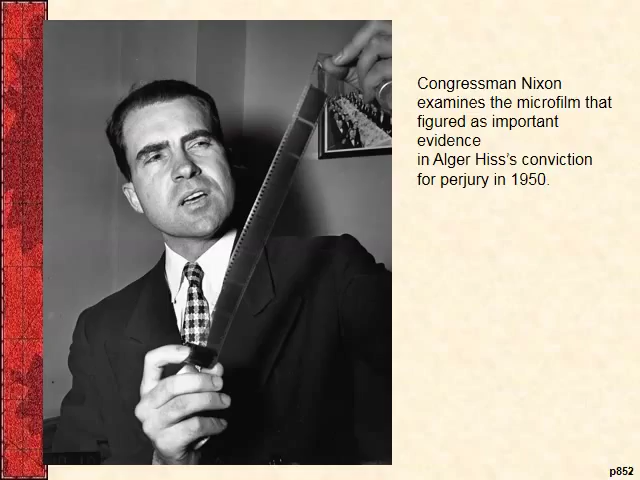 Congressman Nixon
examines the microfilm that
figured as important
evidence
in Alger Hiss’s conviction
for perjury in 1950.
p852